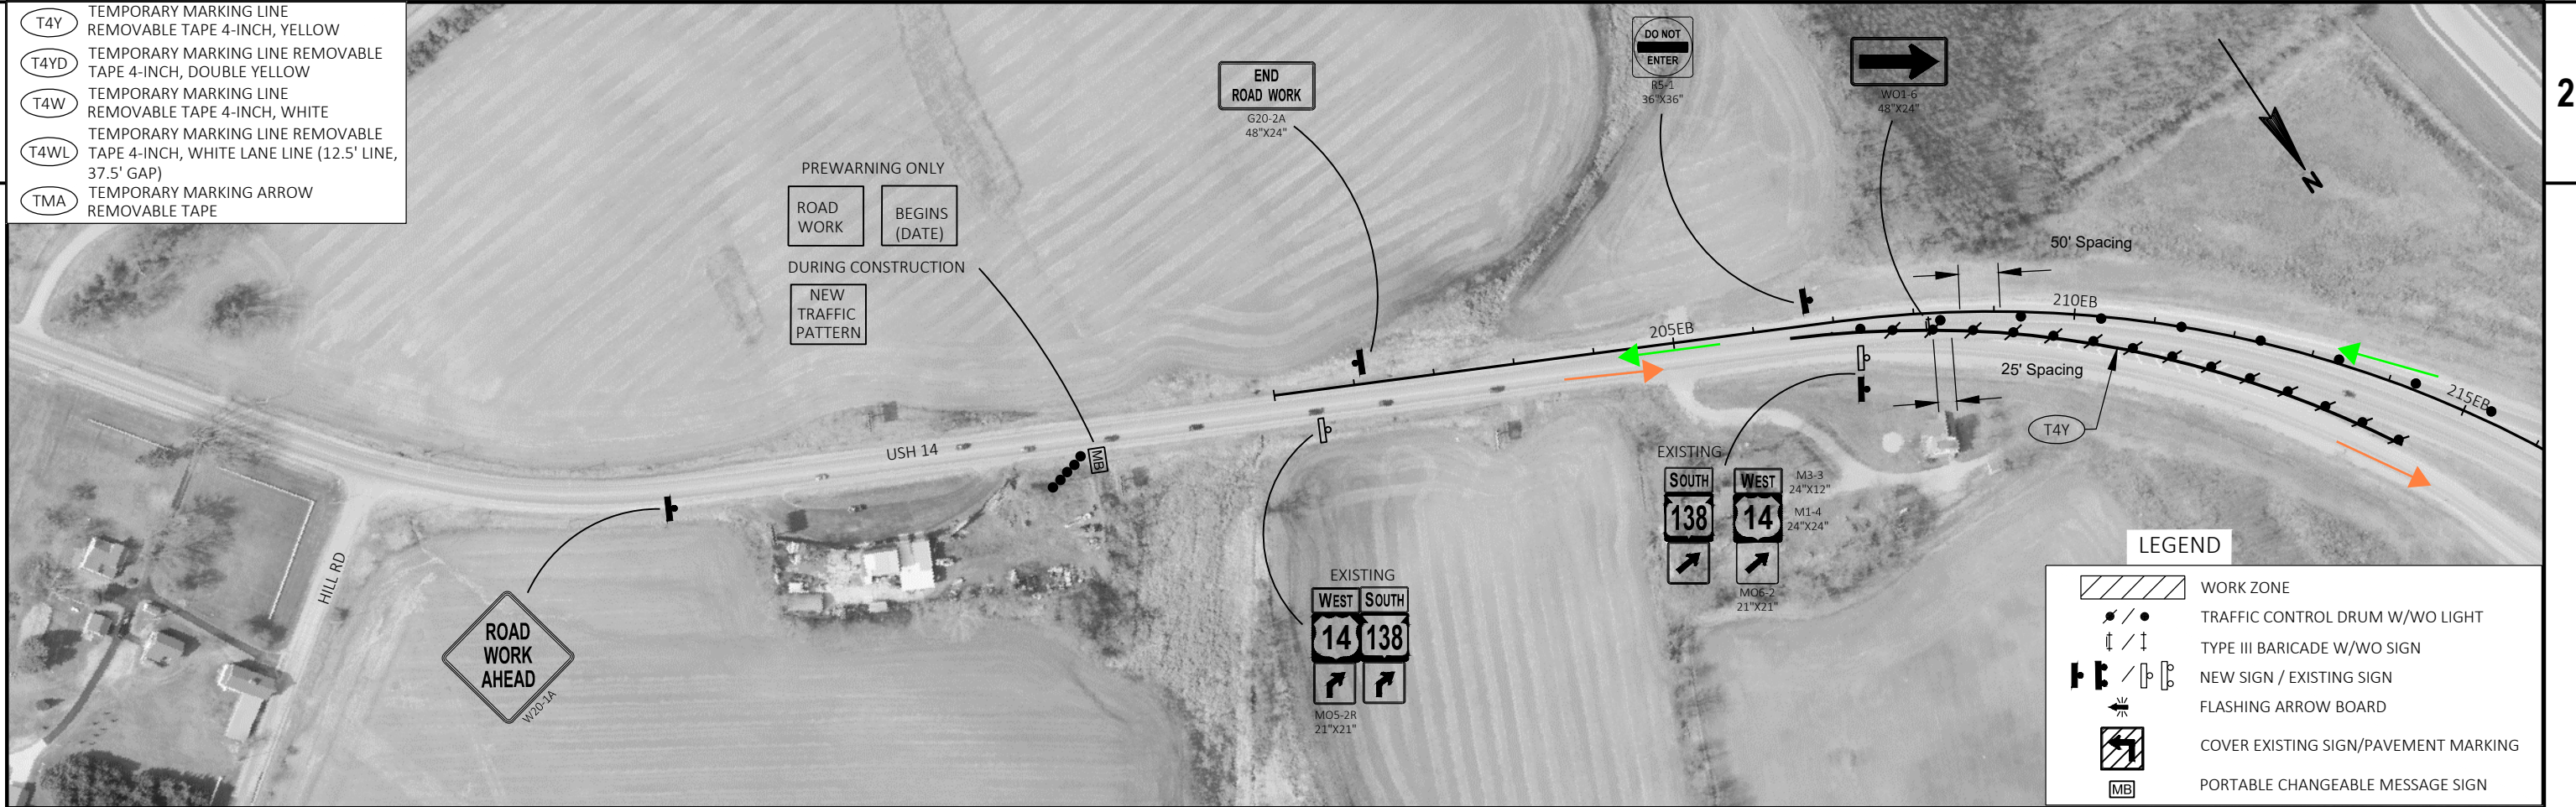 T4Y
TEMPORARY MARKING LINE
REMOVABLE TAPE 4-INCH, YELLOW
T4YD
TEMPORARY MARKING LINE REMOVABLE
TAPE 4-INCH, DOUBLE YELLOW
T4W
TEMPORARY MARKING LINE
REMOVABLE TAPE 4-INCH, WHITE
T4WL
TEMPORARY MARKING LINE REMOVABLE
TAPE 4-INCH, WHITE LANE LINE (12.5' LINE,
37.5' GAP)
TMA
TEMPORARY MARKING ARROW
REMOVABLE TAPE
PREWARNING ONLY
ROAD
WORK
BEGINS
(DATE)
DURING CONSTRUCTION
NEW
TRAFFIC
PATTERN
END
ROAD WORK
G20-2A
48"X24"
DO NOT
ENTER
R5-1
36"X36"
WO1-6
48"X24"
N
2
50' Spacing
210EB
205EB
215EB
25' Spacing
T4Y
USH 14
MB
HILL RD
ROAD
WORK
AHEAD
W20-1A
EXISTING
WEST SOUTH
14 138
MO5-2R
21"X21"
EXISTING
SOUTH WEST
138 14
M3-3
24"X12"
M1-4
24"X24"
MO6-2
21"X21"
LEGEND
WORK ZONE
TRAFFIC CONTROL DRUM W/WO LIGHT
TYPE III BARICADE W/WO SIGN
NEW SIGN / EXISTING SIGN
FLASHING ARROW BOARD
COVER EXISTING SIGN/PAVEMENT MARKING
MB
PORTABLE CHANGEABLE MESSAGE SIGN